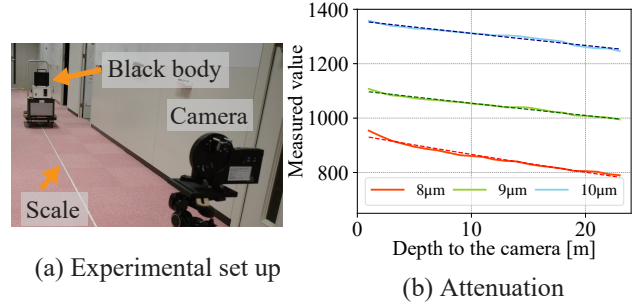 Black body
Camera
Scale
(a) Experimental set up
1400
1200
1000
800
Measured value
8μm
9μm
10μm
0
10
20
Depth to the camera [m]
(b) Attenuation